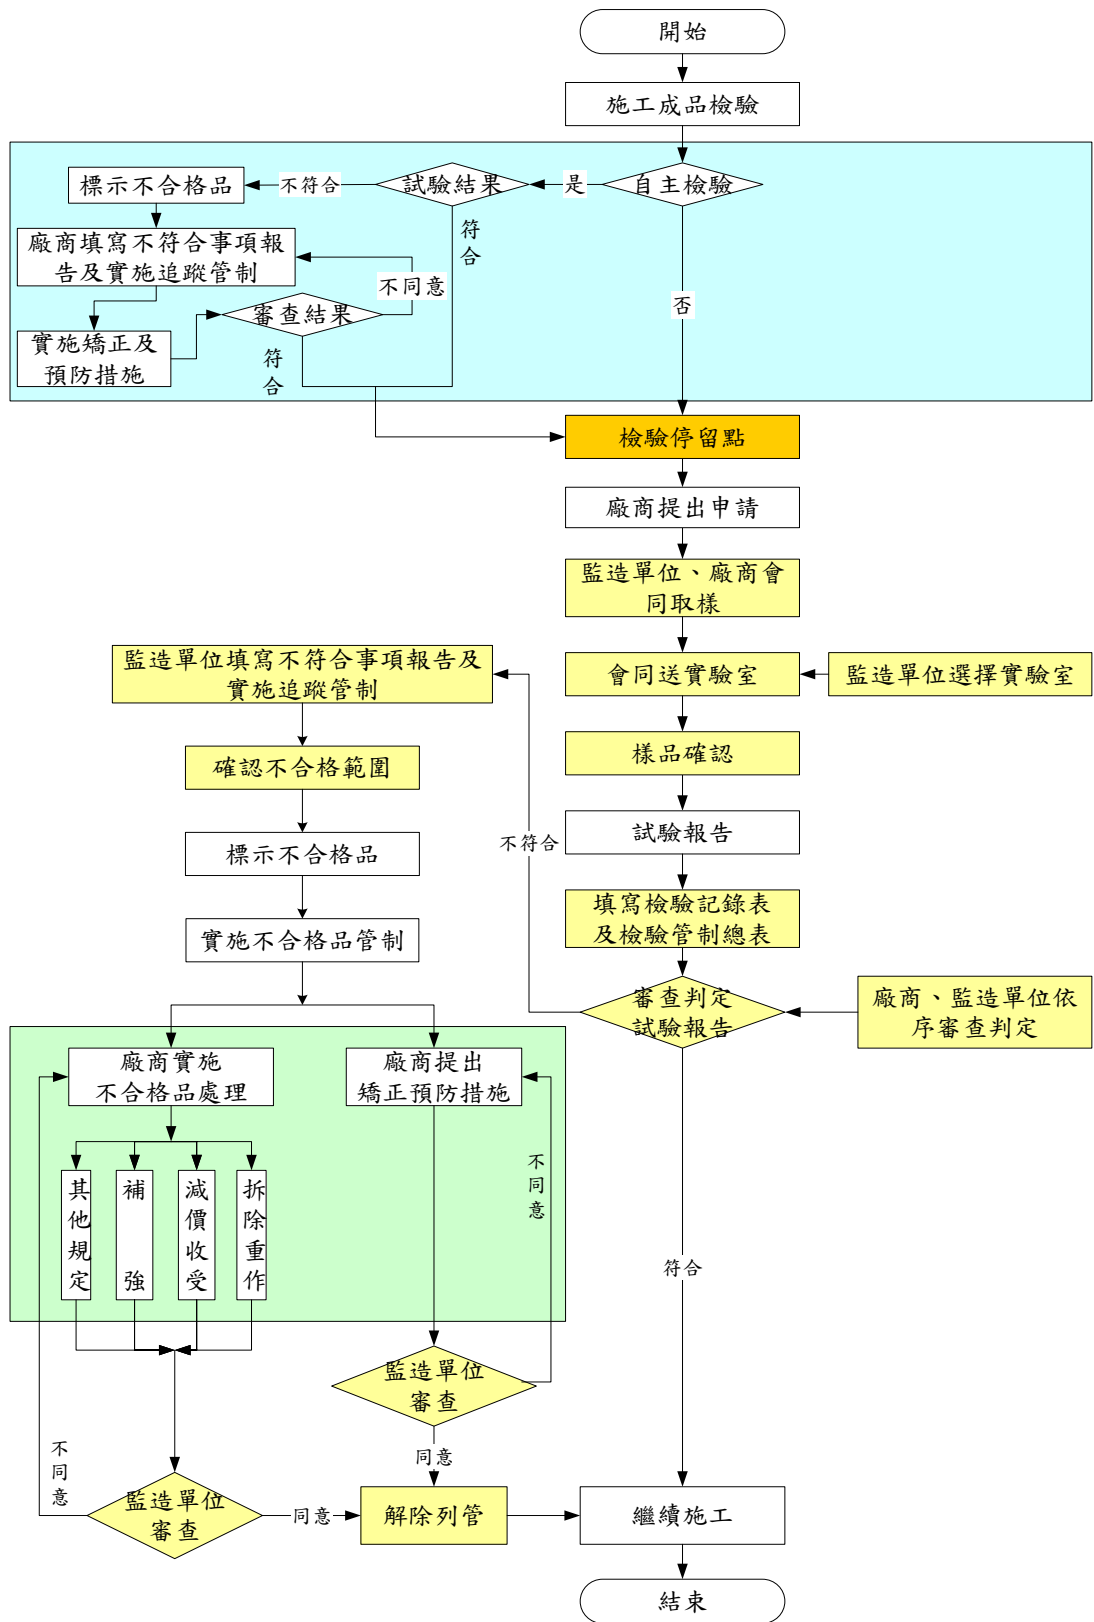 開始
施工成品檢驗
自主檢驗
是
試驗結果
不符合
標示不合格品
符
合
廠商填寫不符合事項報
告及實施追蹤管制
不同意
審查結果
實施矯正及
預防措施
符
合
否
檢驗停留點
廠商提出申請
監造單位、廠商會
同取樣
會同送實驗室
監造單位選擇實驗室
樣品確認
試驗報告
填寫檢驗記錄表
及檢驗管制總表
審查判定
試驗報告
廠商、監造單位依
序審查判定
不符合
監造單位填寫不符合事項報告及
實施追蹤管制
確認不合格範圍
標示不合格品
實施不合格品管制
廠商實施
不合格品處理
廠商提出
矯正預防措施
其他規定
補強
減價收受
拆除重作
不同意
符合
監造單位
審查
同意
不同意
監造單位
審查
同意
解除列管
繼續施工
結束